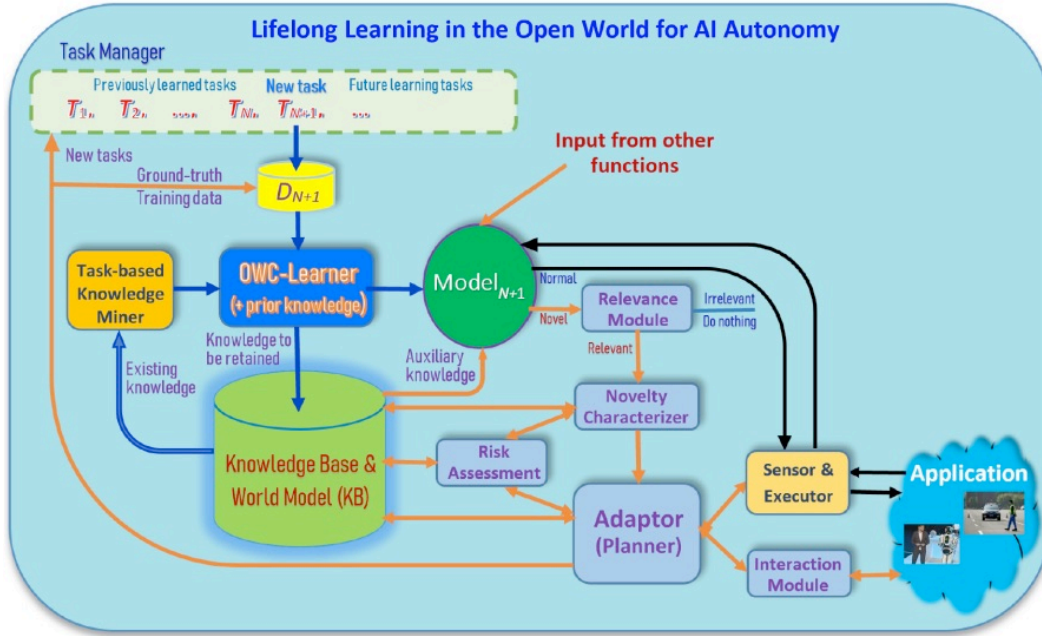 Lifelong Learning in the Open World for AI Autonomy
Task Manager
Previously learned tasks
New task
Future learning tasks
T1, T2, ...., TN, TN+1, ...
New tasks
Ground-truth
Training data
DN+1
Input from other
functions
Task-based
Knowledge
Miner
OWC-Learner
(+ prior knowledge)
ModelN+1
Normal
Novel
Relevance
Module
Irrelevant
Do nothing
Relevant
Knowledge to
be retained
Auxiliary
knowledge
Existing
knowledge
Novelty
Characterizer
Risk
Assessment
Knowledge Base &
World Model (KB)
Sensor &
Executor
Application
Adaptor
(Planner)
Interaction
Module